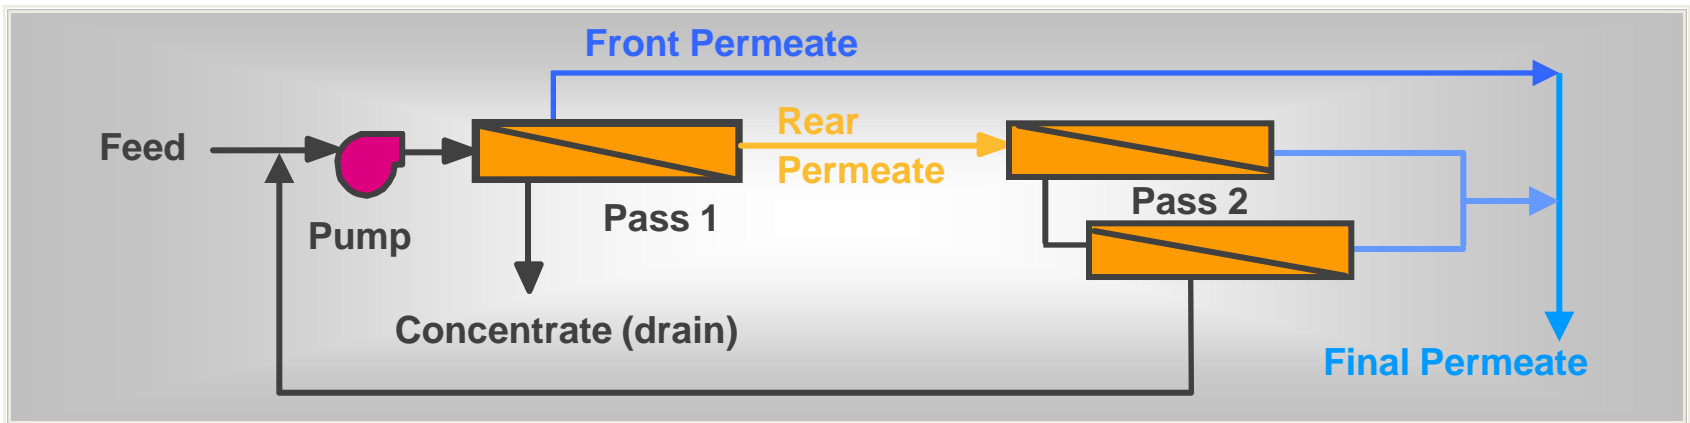 Front Permeate
Feed
Pump
Pass 1
Rear
Permeate
Pass 2
Concentrate (drain)
Final Permeate